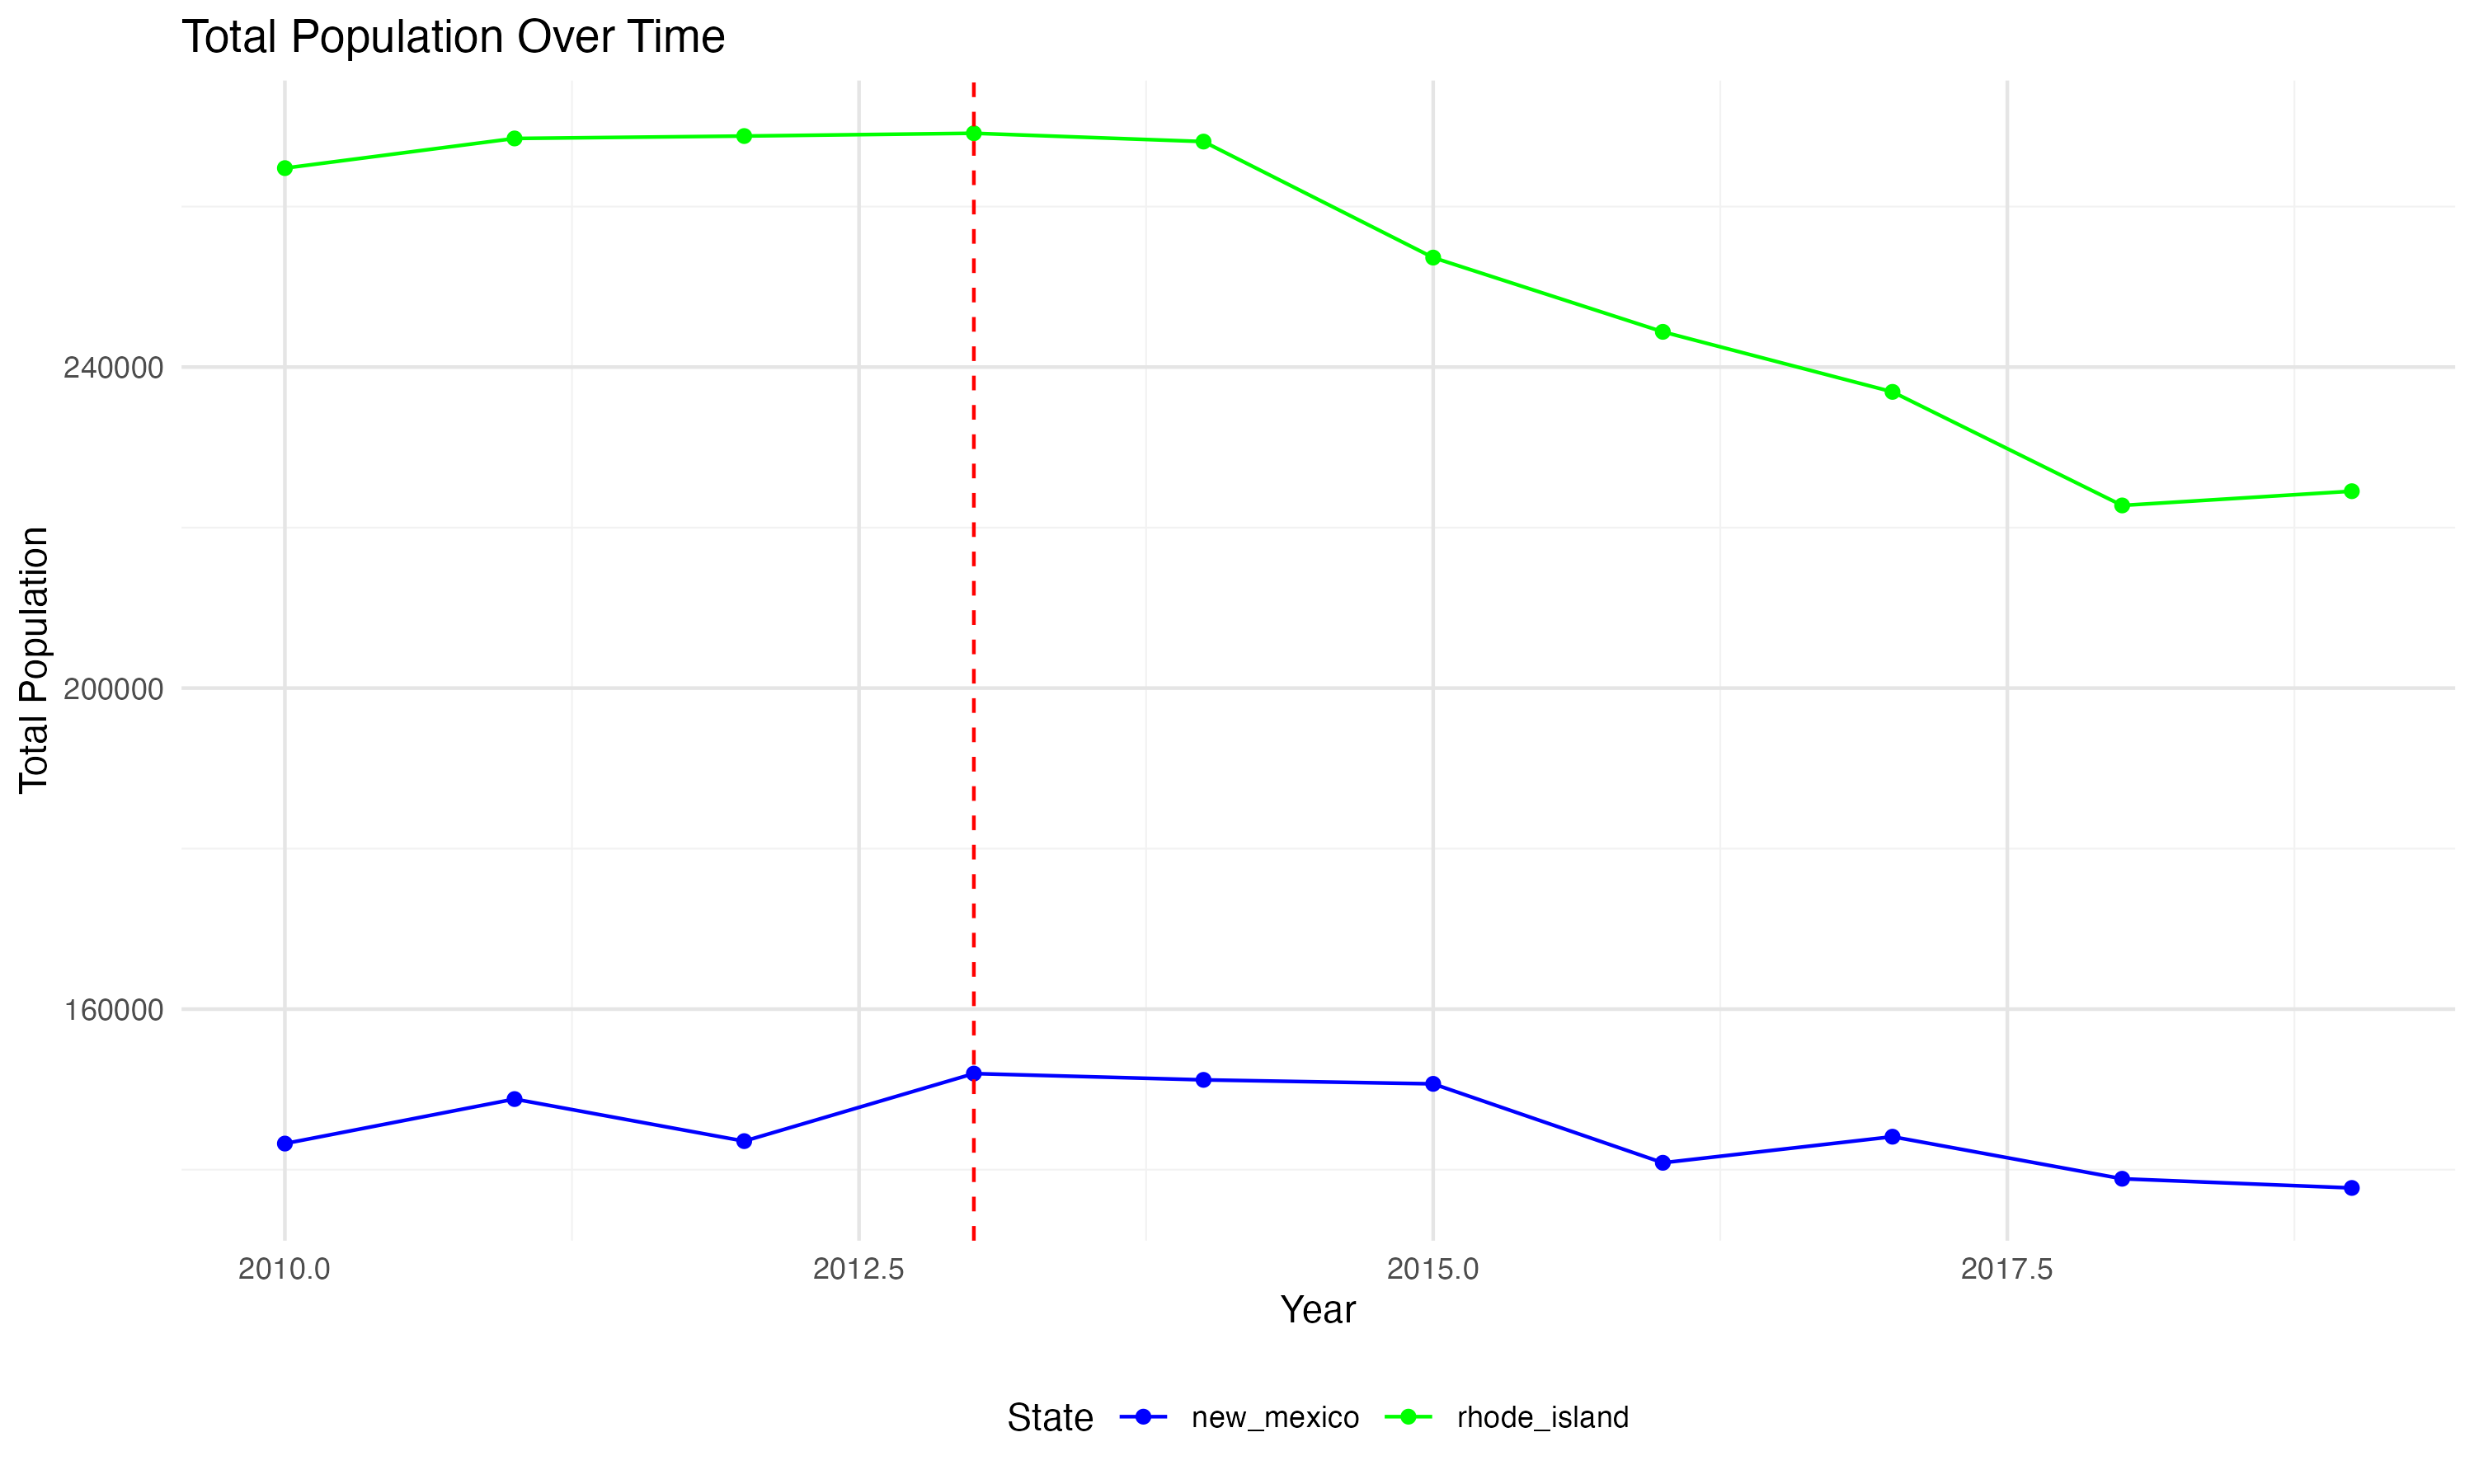 Total Population Over Time
Total Population
240000
200000
160000
2010.0
2012.5
2015.0
2017.5
Year
State new_mexico rhode_island